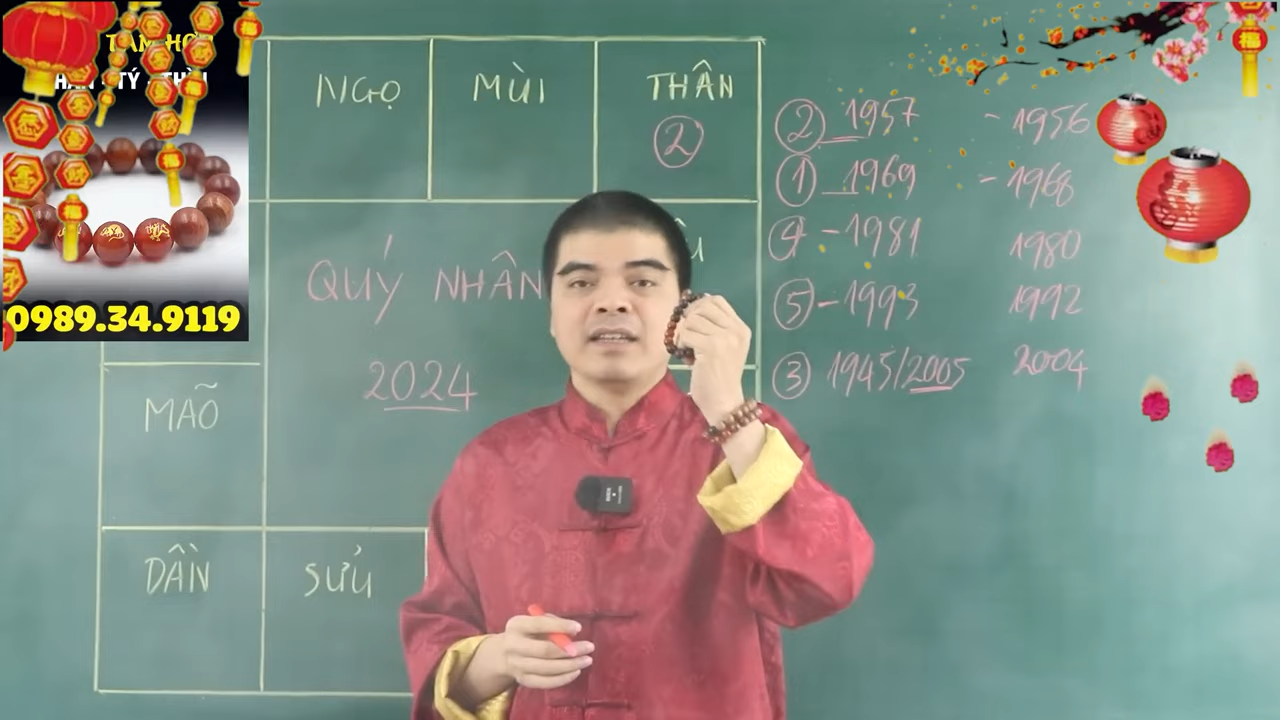 0989.34.9119
NGỌ
MÙI
THÂN
②
QUÝ NHÂN
2024
MÃO
DẦN
SỬU
② 1957 - 1956
① 1969 - 1968
④ - 1981 1980
⑤ - 1993 1992
③ 1945/2005 2004